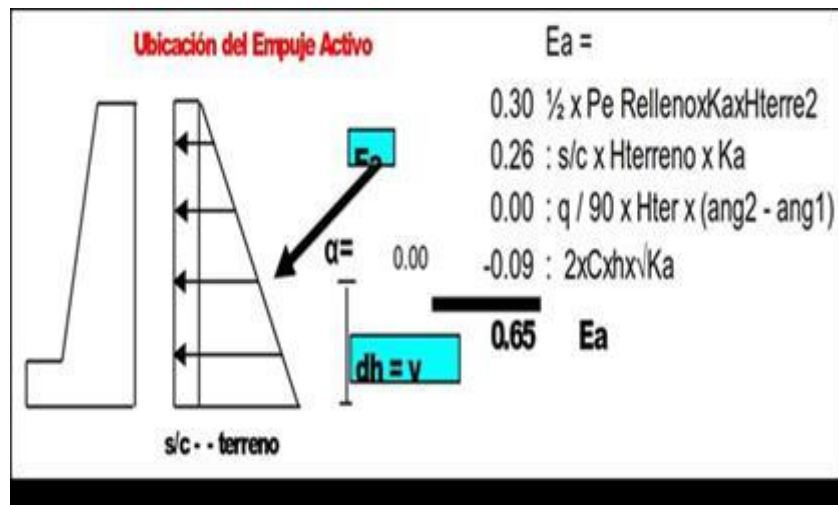 Ubicación del Empuje Activo
Ea =
0.30 ½ x Pe RellenoxKaxHterre2
0.26 : s/c x Hterreno x Ka
0.00 : q / 90 x Hter x (ang2 - ang1)
-0.09 : 2xCxhx√Ka
0.65 Ea
Ea
α= 0.00
dh = y
s/c - - terreno